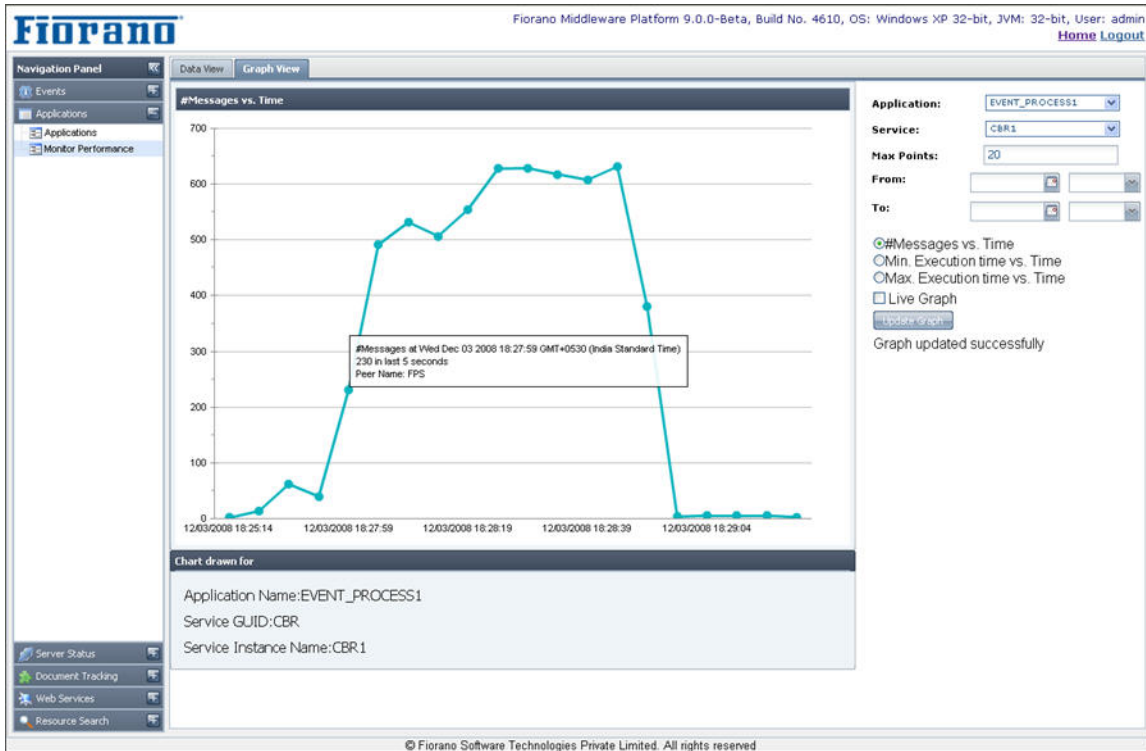 Fiorano
Fiorano Middleware Platform 9.0.0-Beta, Build No. 4610, OS: Windows XP 32-bit, JVM: 32-bit, User: admin
Home Logout
Navigation Panel
Events
Applications
Applications
Monitor Performance
Data View Graph View
#Messages vs. Time
700
600
500
400
300
200
100
0
#Messages at Wed Dec 03 2008 18:27:59 GMT+0530 (India Standard Time)
230 in last 5 seconds
Peer Name: FPS
12/03/2008 18:25:14 12/03/2008 18:27:59 12/03/2008 18:28:19 12/03/2008 18:28:39 12/03/2008 18:29:04
Application: EVENT_PROCESS1
Service: CBR1
Max Points: 20
From:
To:
#Messages vs. Time
Min. Execution time vs. Time
Max. Execution time vs. Time
Live Graph
Update Graph
Graph updated successfully
Chart drawn for
Application Name:EVENT_PROCESS1
Service GUID:CBR
Service Instance Name:CBR1
Server Status
Document Tracking
Web Services
Resource Search
© Fiorano Software Technologies Private Limited. All rights reserved